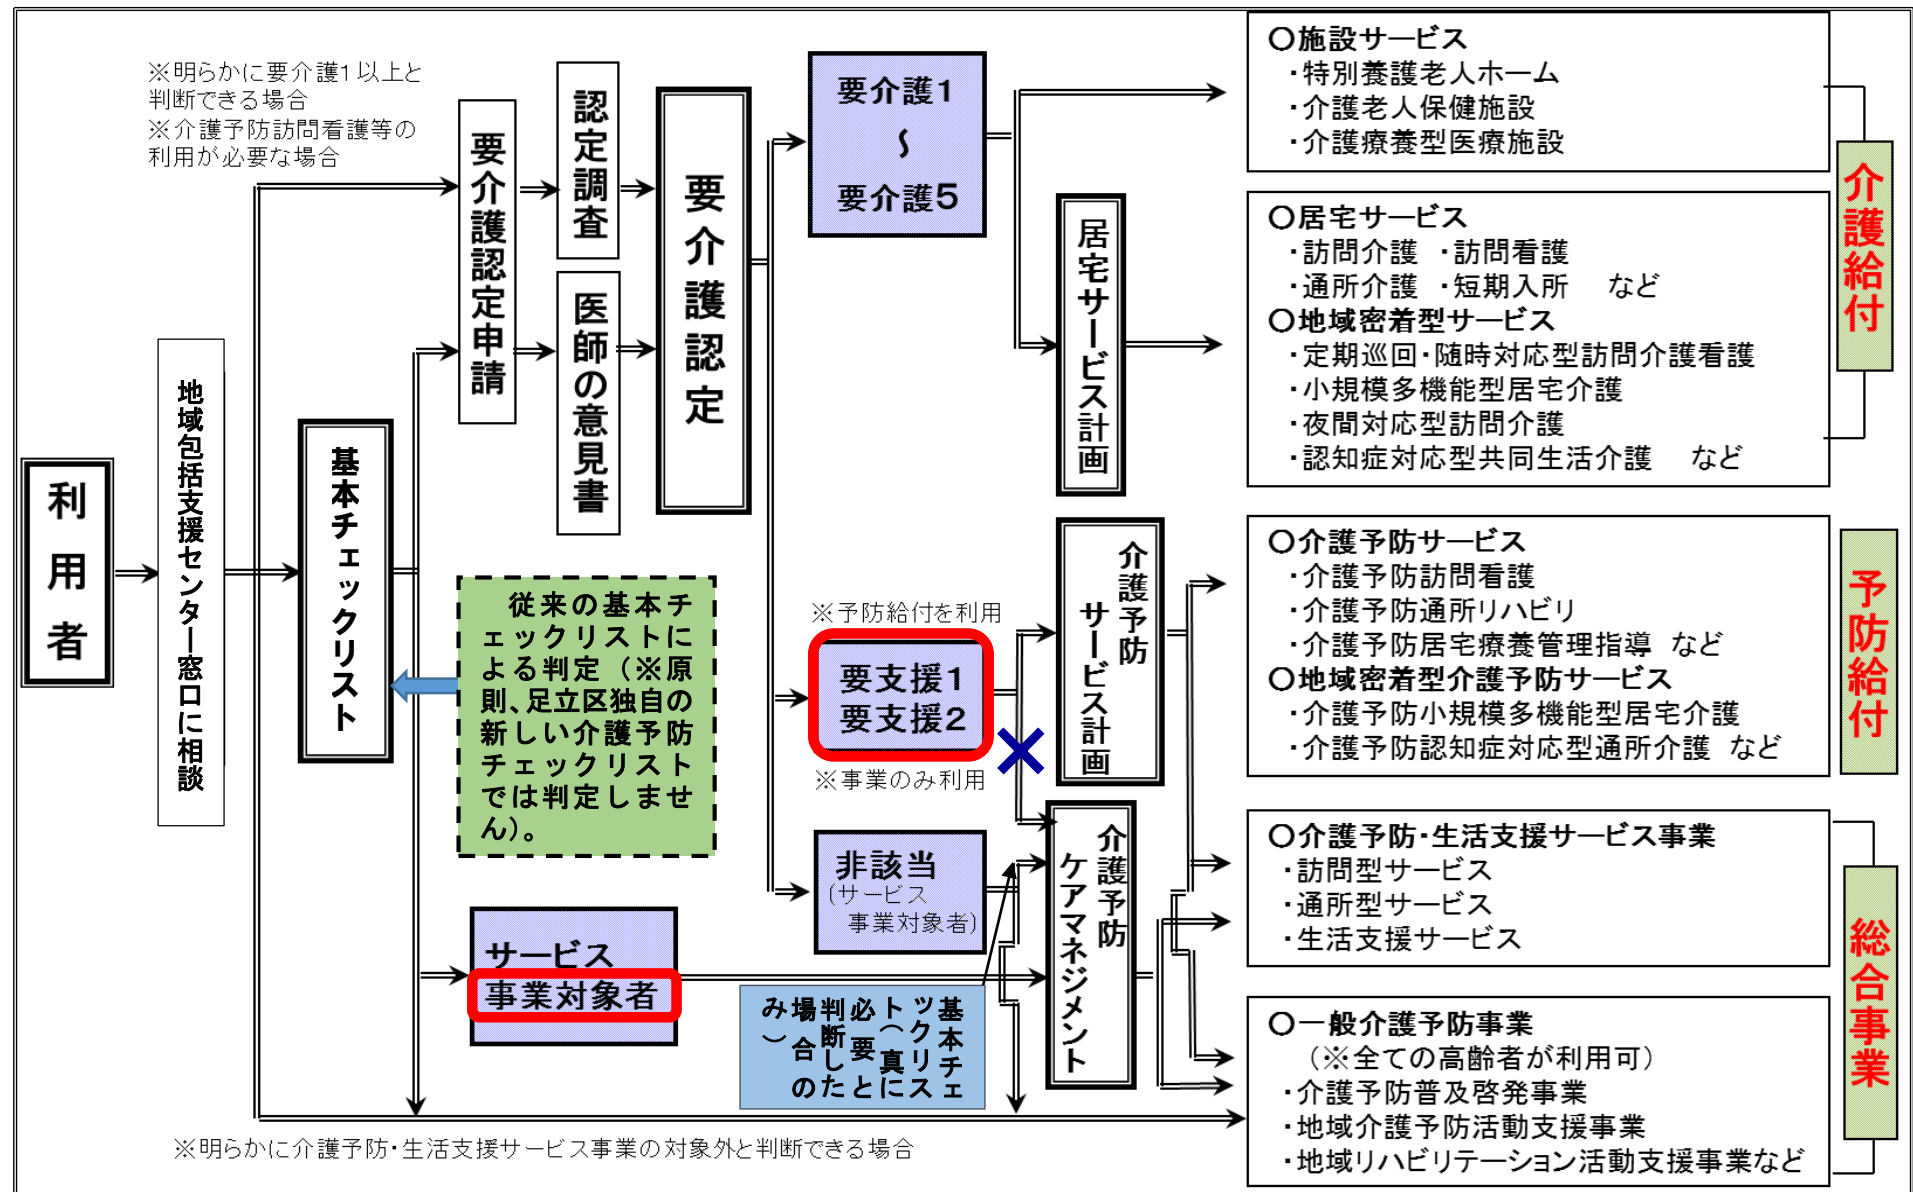 ※明らかに要介護1以上と
判断できる場合
※介護予防訪問看護等の
利用が必要な場合
利用者
地域包括支援センター窓口に相談
基本チェックリスト
要介護認定申請
認定調査
医師の意見書
要介護認定
従来の基本チ
ェックリストに
よる判定（※原
則、足立区独自の
新しい介護予防
チェックリスト
では判定しませ
ん）。
サービス
事業対象者
要介護1
～
要介護5
※予防給付を利用
要支援1
要支援2
※事業のみ利用
非該当
(サービス
事業対象者)
基本チェ
ックリス
ト（真に
必要と
判断した
場合の
み）
居宅サービス計画
介護予防
サービス計画
介護予防
ケアマネジメント
〇施設サービス
・特別養護老人ホーム
・介護老人保健施設
・介護療養型医療施設
〇居宅サービス
・訪問介護 ・訪問看護
・通所介護 ・短期入所 など
〇地域密着型サービス
・定期巡回・随時対応型訪問介護看護
・小規模多機能型居宅介護
・夜間対応型訪問介護
・認知症対応型共同生活介護 など
介護給付
〇介護予防サービス
・介護予防訪問看護
・介護予防通所リハビリ
・介護予防居宅療養管理指導 など
〇地域密着型介護予防サービス
・介護予防小規模多機能型居宅介護
・介護予防認知症対応型通所介護 など
予防給付
〇介護予防・生活支援サービス事業
・訪問型サービス
・通所型サービス
・生活支援サービス
〇一般介護予防事業
（※全ての高齢者が利用可）
・介護予防普及啓発事業
・地域介護予防活動支援事業
・地域リハビリテーション活動支援事業など
総合事業
※明らかに介護予防・生活支援サービス事業の対象外と判断できる場合